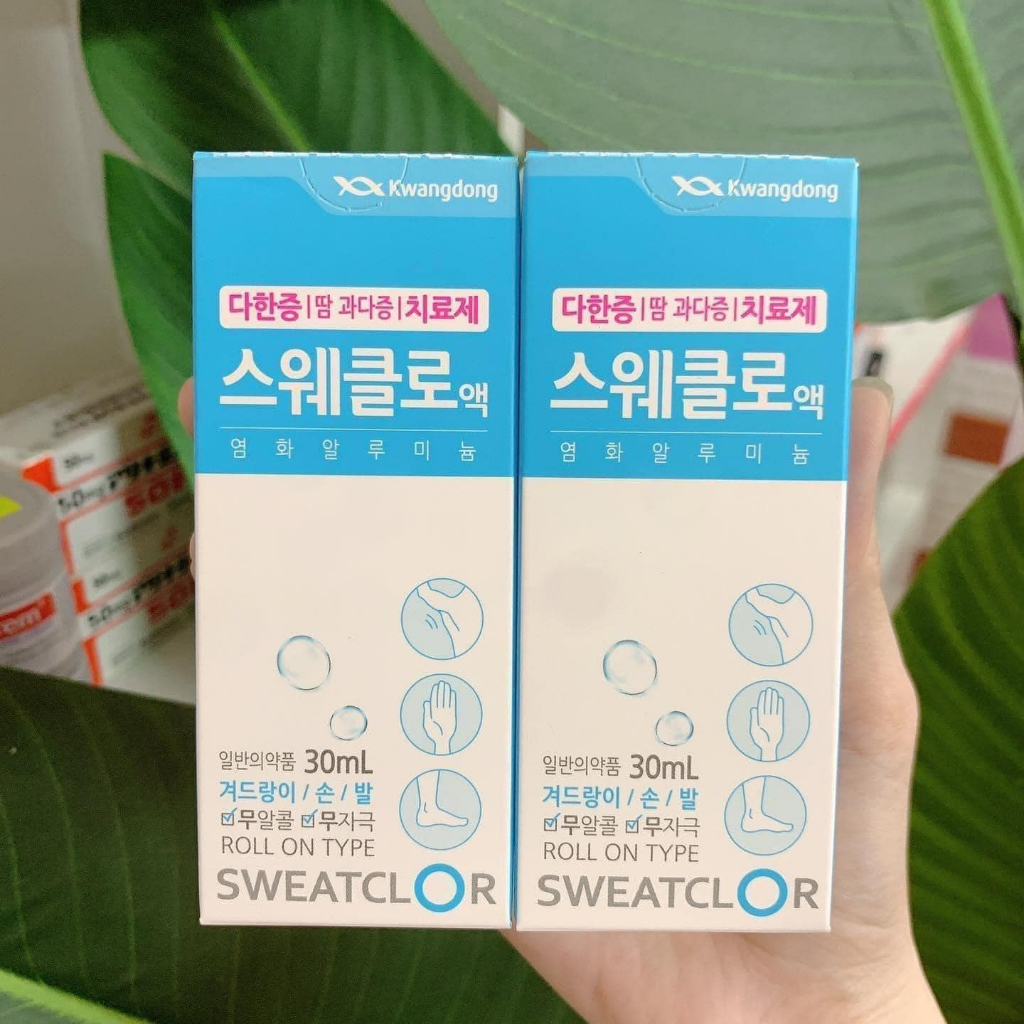 Kwangdong
다한증|땀 과다증|치료제
스웨클로액
염화알루미늄
일반의약품 30mL
겨드랑이 / 손 / 발
무알콜 무자극
ROLL ON TYPE
SWEATCLOR
Kwangdong
다한증|땀 과다증|치료제
스웨클로액
염화알루미늄
일반의약품 30mL
겨드랑이 / 손 / 발
무알콜 무자극
ROLL ON TYPE
SWEATCLOR